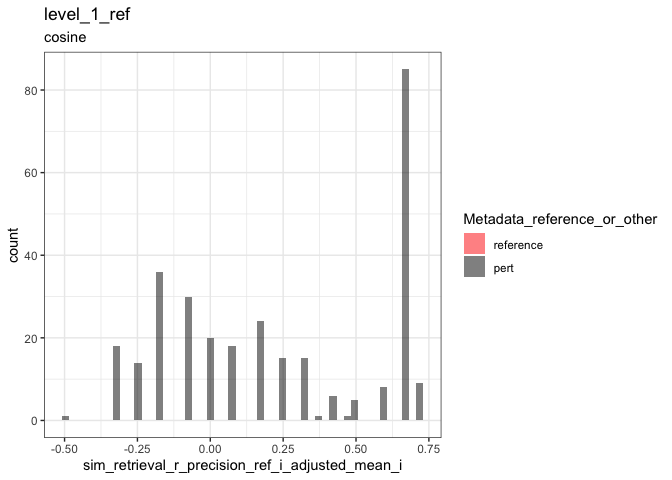 level_1_ref
cosine
80
60
40
20
0
count
-0.50
-0.25
0.00
0.25
0.50
0.75
sim_retrieval_r_precision_ref_i_adjusted_mean_i
Metadata_reference_or_other
reference
pert